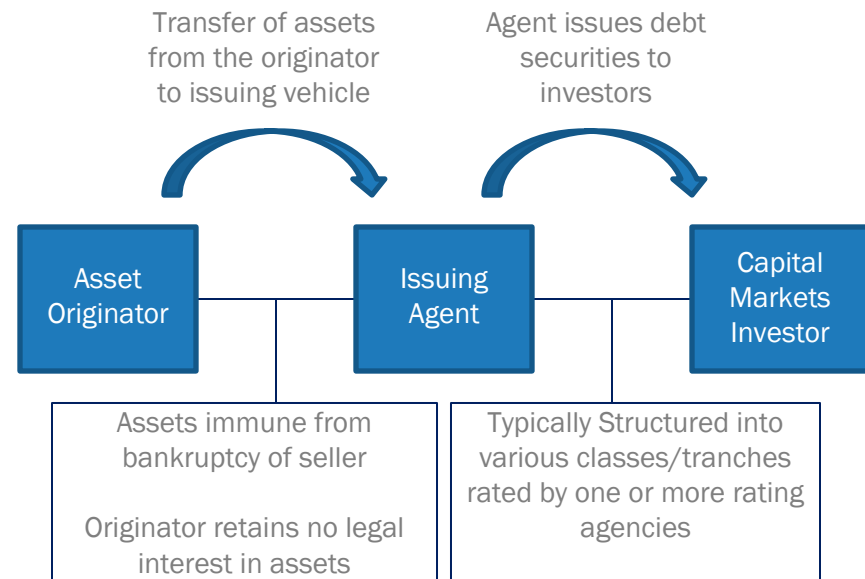 Transfer of assets
from the originator
to issuing vehicle
Agent issues debt
securities to
investors
Asset
Originator
Issuing
Agent
Capital
Markets
Investor
Assets immune from
bankruptcy of seller
Originator retains no legal
interest in assets
Typically Structured into
various classes/tranches
rated by one or more rating
agencies